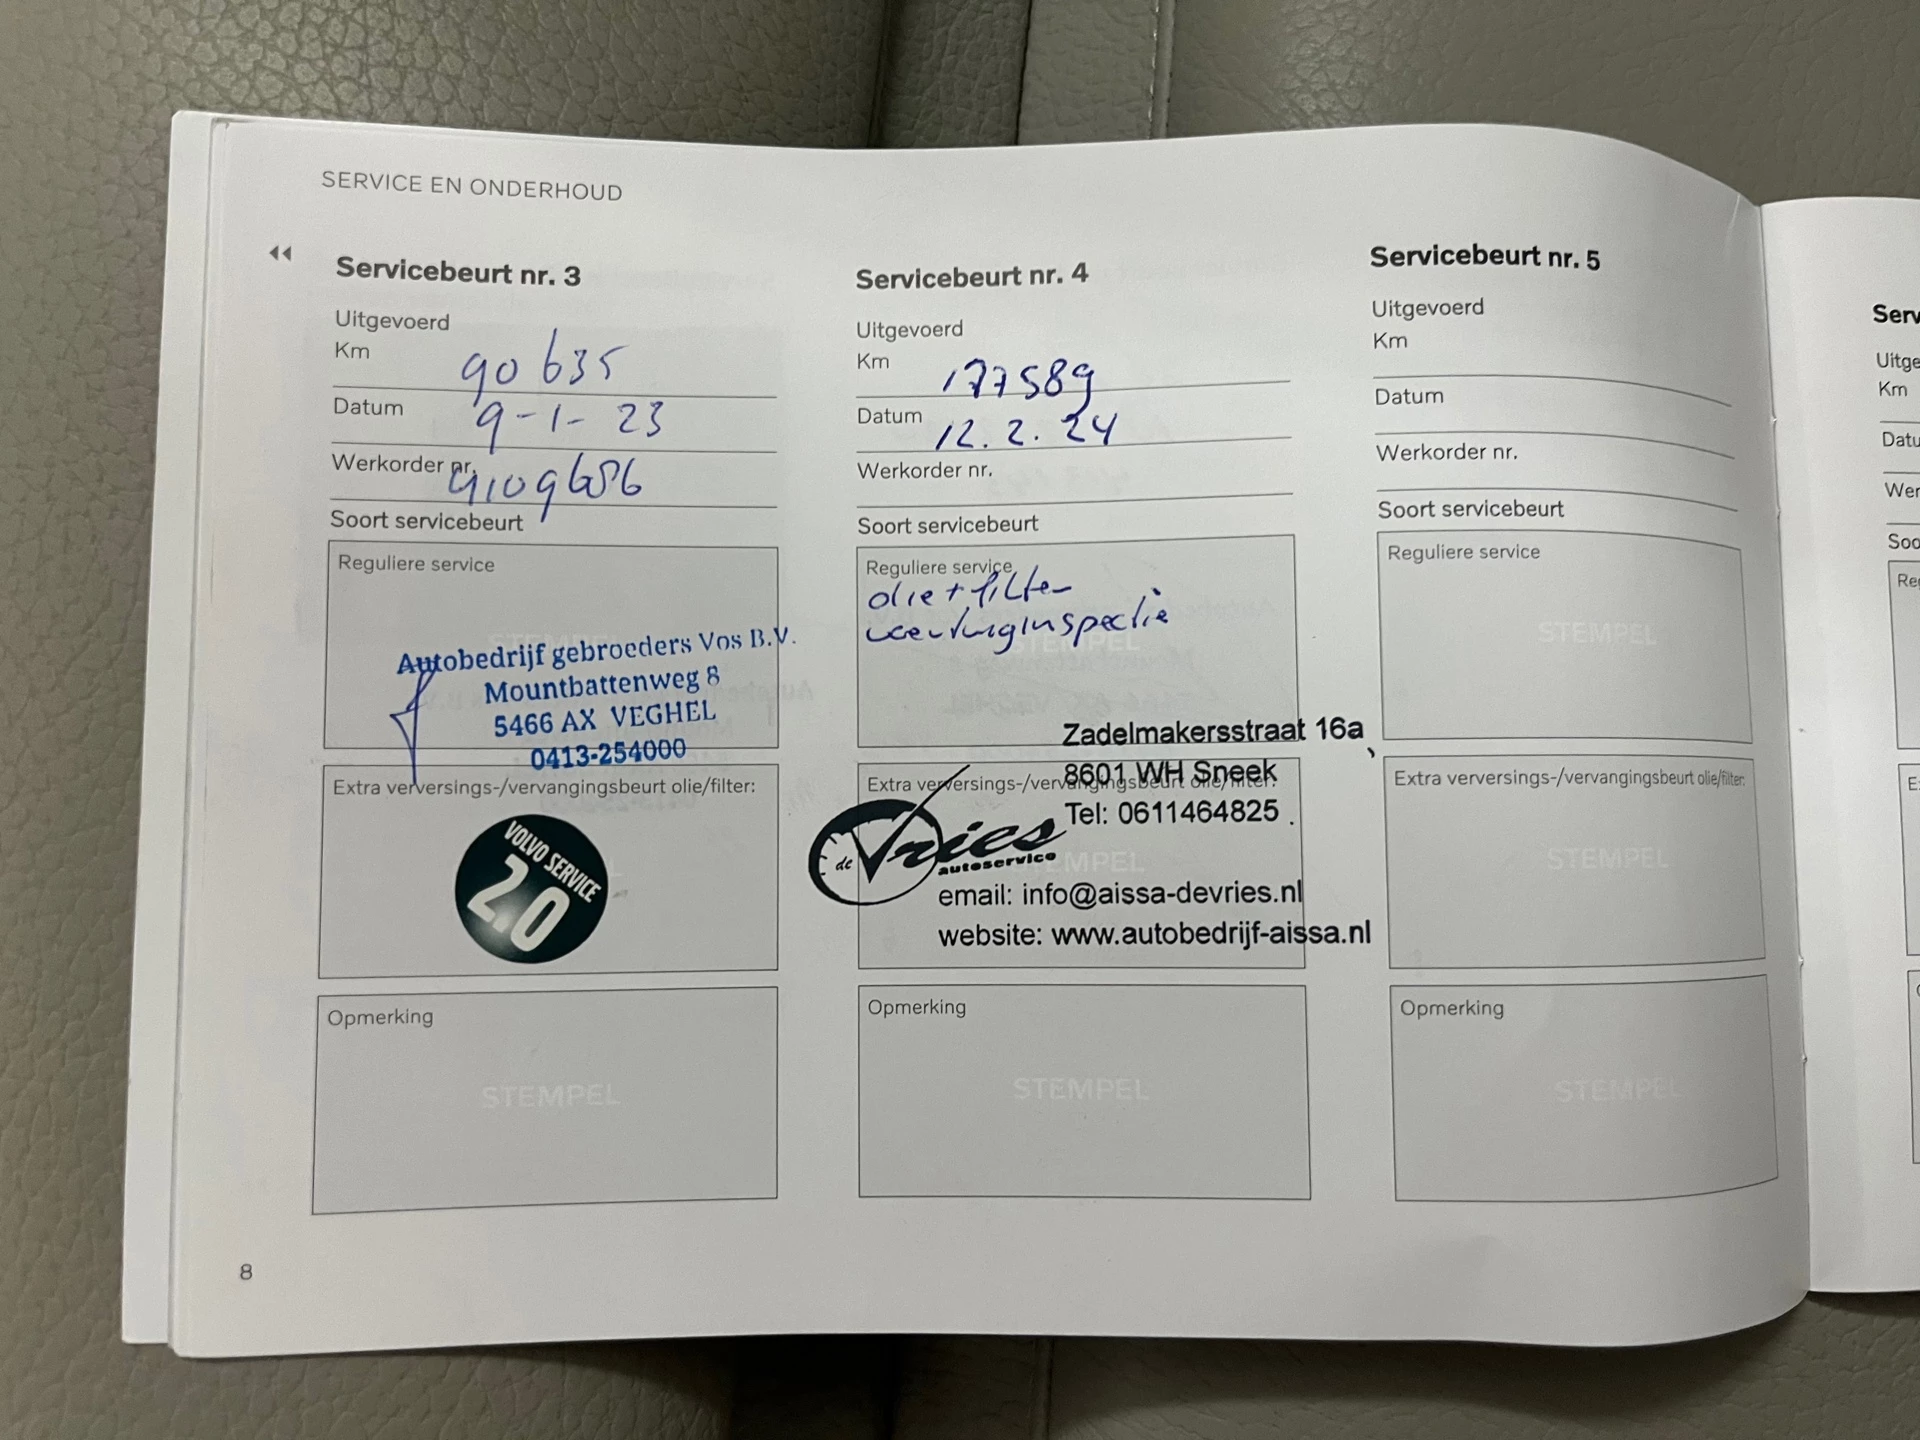 SERVICE EN ONDERHOUD
Servicebeurt nr. 3
Uitgevoerd
Km 90 635
Datum 9-1-23
Werkorder nr.
Soort servicebeurt
Reguliere service
STEMPEL
Autobedrijf gebroeders Vos B.V.
Mountbattenweg 8
5466 AX VEGHEL
0413-254000
Extra verversings-/vervangingsbeurt olie/filter:
VOLVO SERVICE
2.0
Opmerking
STEMPEL
Servicebeurt nr. 4
Uitgevoerd
Km 177589
Datum 12.2.24
Werkorder nr.
Soort servicebeurt
Reguliere service
olie + filter
STEMPEL
Zadelmakersstraat 16a
8601 WH Sneek
Extra verversings-/vervangingsbeurt olie/filter:
Tel: 0611464825 .
de Vries
autoservice
STEMPEL
email: info@aissa-devries.nl
website: www.autobedrijf-aissa.nl
Opmerking
STEMPEL
Servicebeurt nr. 5
Uitgevoerd
Km
Datum
Werkorder nr.
Soort servicebeurt
Reguliere service
STEMPEL
Extra verversings-/vervangingsbeurt olie/filter:
STEMPEL
Opmerking
STEMPEL
Km
8